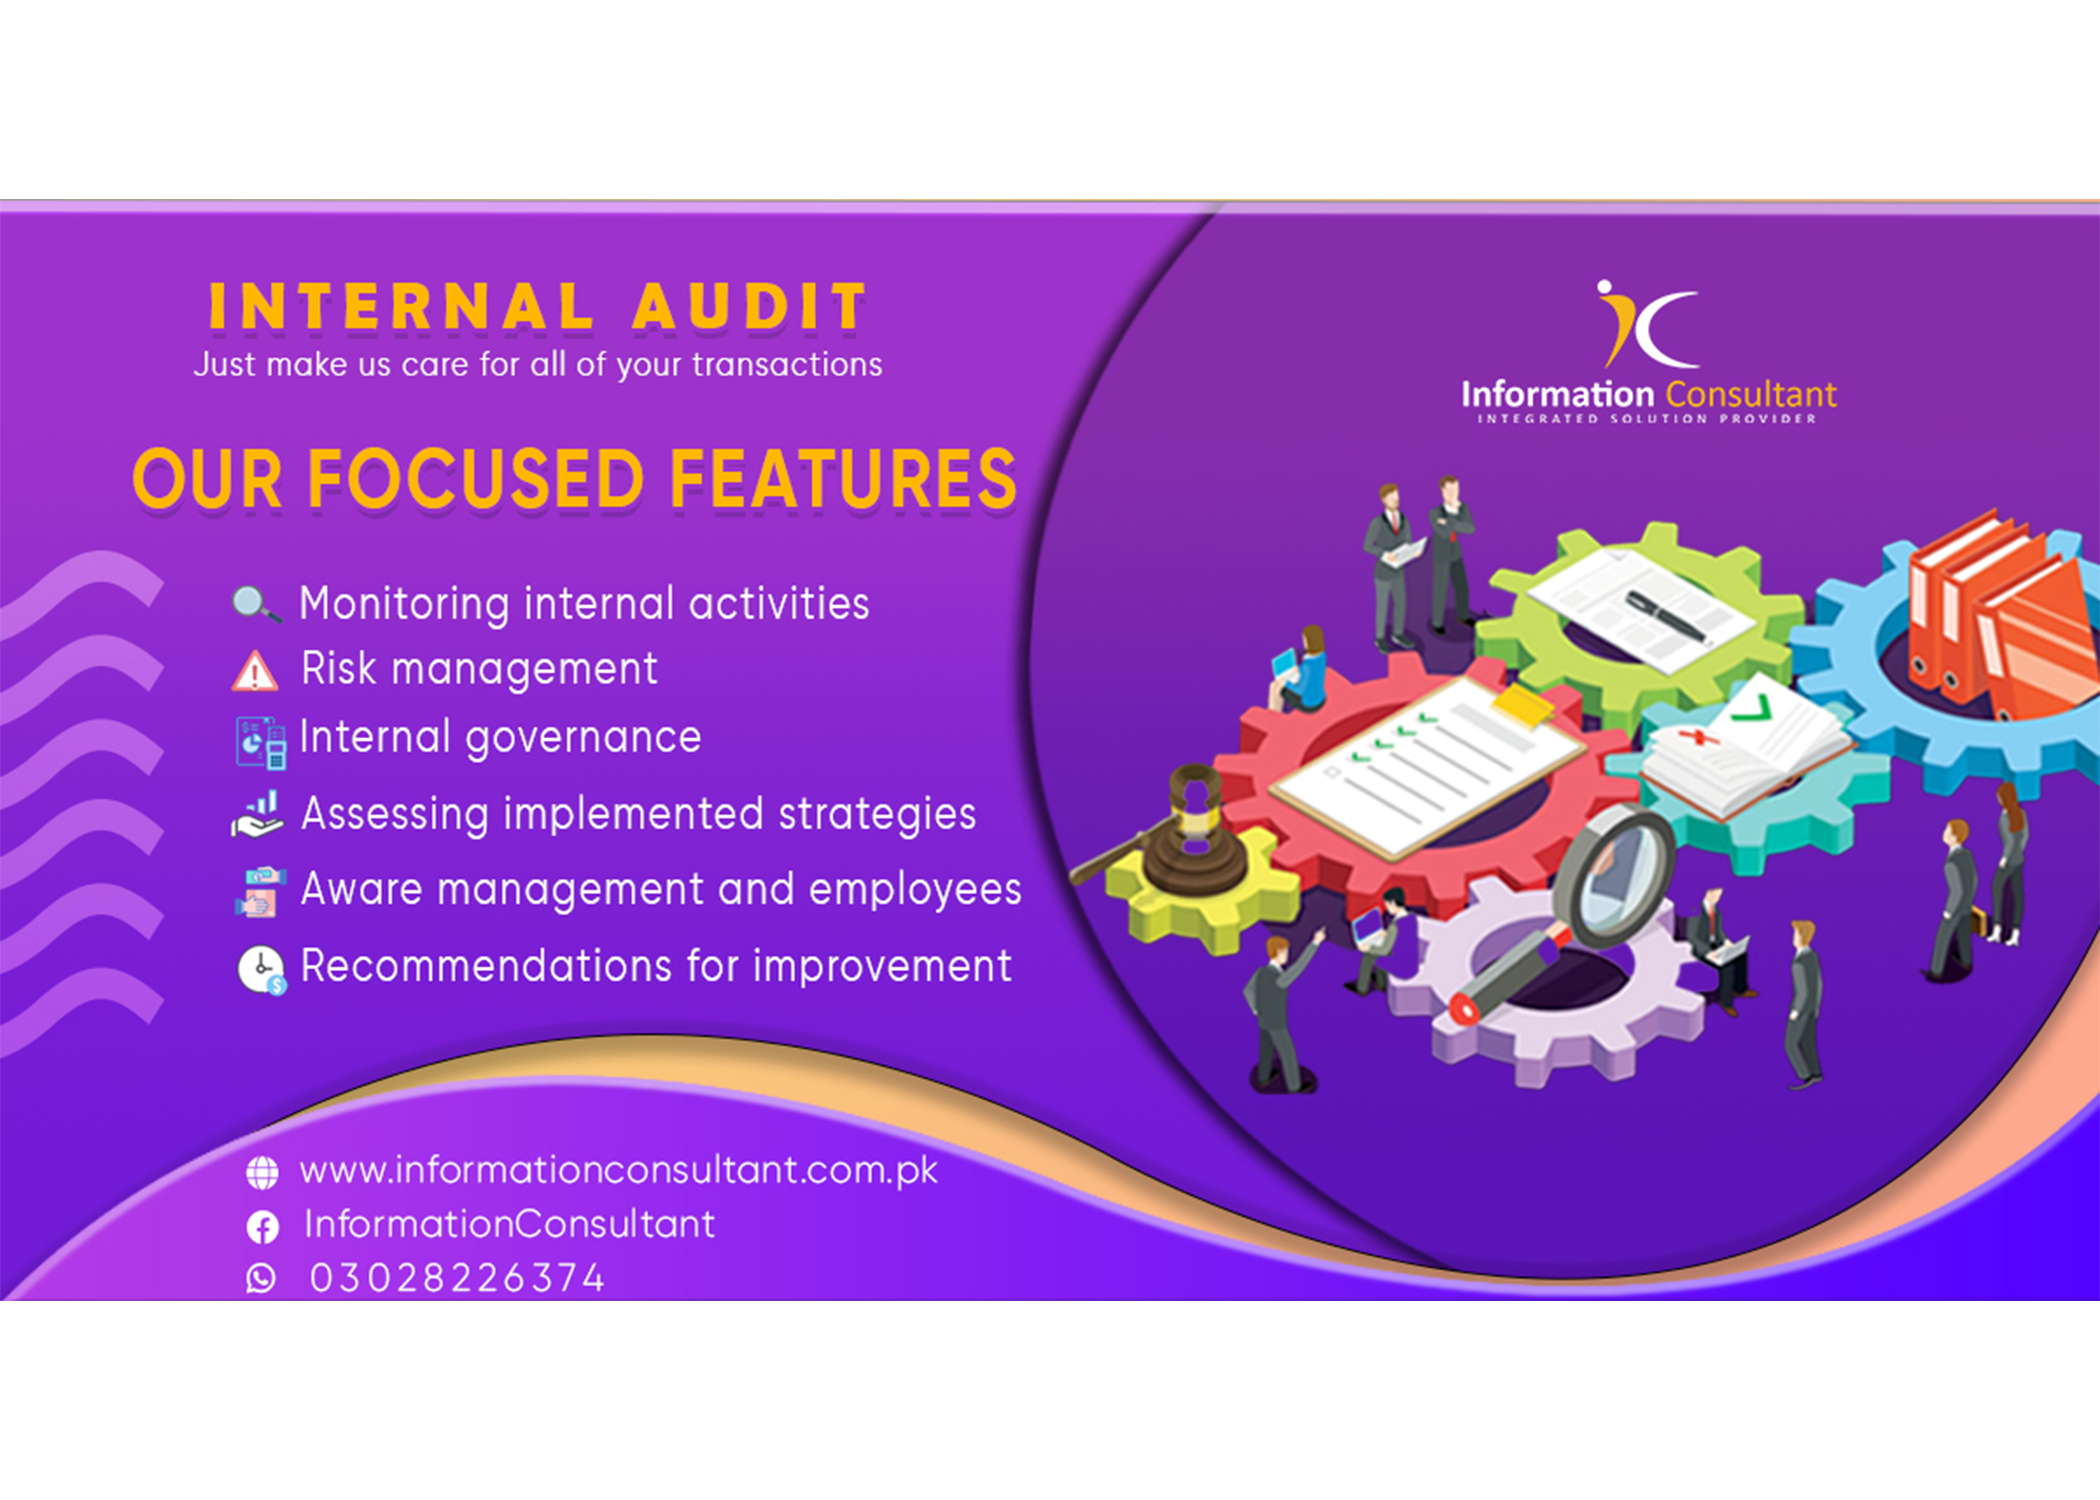 INTERNAL AUDIT
Just make us care for all of your transactions
OUR FOCUSED FEATURES
Monitoring internal activities
Risk management
Internal governance
Assessing implemented strategies
Aware management and employees
Recommendations for improvement
www.informationconsultant.com.pk
InformationConsultant
03028226374
iC
Information Consultant
INTEGRATED SOLUTION PROVIDER